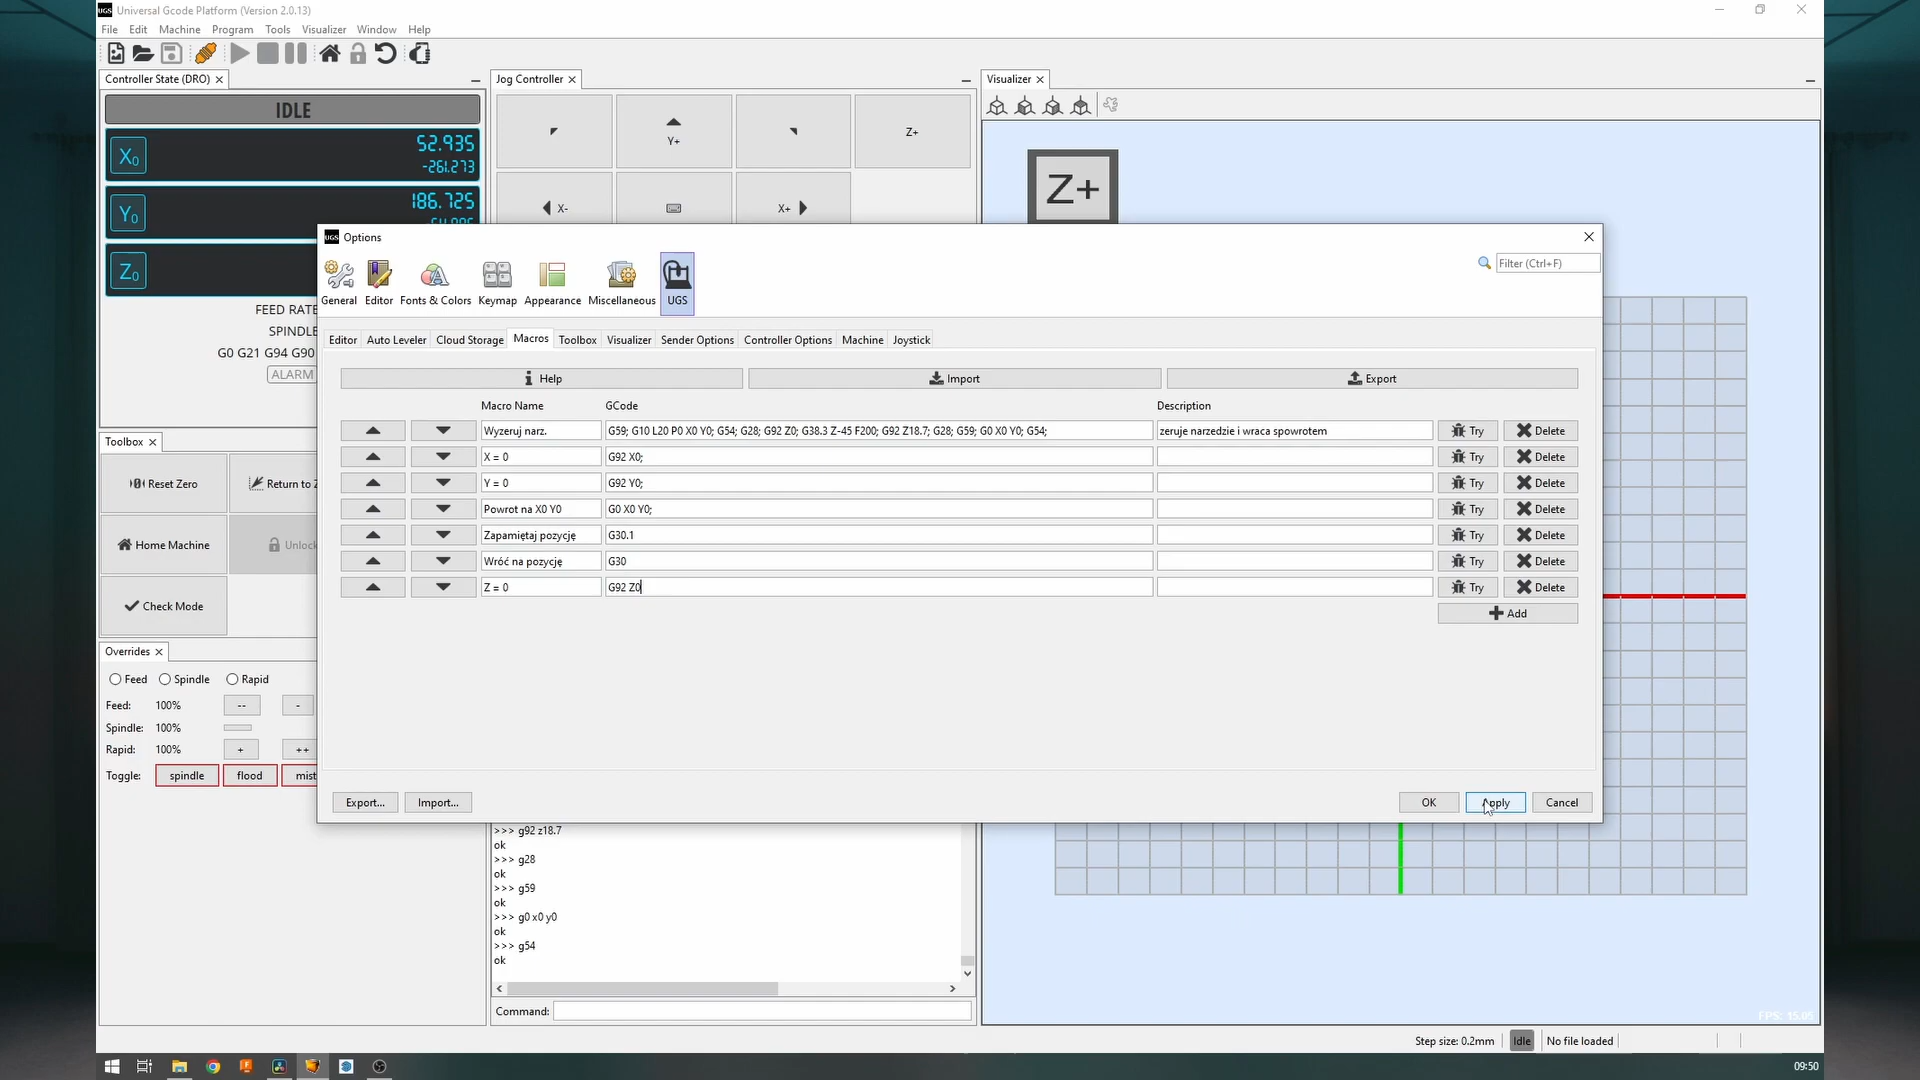 UGS Universal Gcode Platform (Version 2.0.13)
File Edit Machine Program Tools Visualizer Window Help
Controller State (DRO)
Jog Controller
Visualizer
IDLE
X0 52.935
-261.273
Y0 186.725
Z0
Y+
Z+
X-
X+
Z+
FEED RATE
SPINDLE
G0 G21 G94 G90
ALARM
Toolbox
Reset Zero
Return to Z
Home Machine
Unlock
Check Mode
Overrides
Feed Spindle Rapid
Feed: 100% -- -
Spindle: 100%
Rapid: 100% + ++
Toggle: spindle flood mist
UGS Options
Filter (Ctrl+F)
General Editor Fonts & Colors Keymap Appearance Miscellaneous UGS
Editor Auto Leveler Cloud Storage Macros Toolbox Visualizer Sender Options Controller Options Machine Joystick
Help Import Export
Macro Name GCode Description
Wyzeruj narz. G59; G10 L20 P0 X0 Y0; G54; G28; G92 Z0; G38.3 Z-45 F200; G92 Z18.7; G28; G59; G0 X0 Y0; G54; zeruje narzedzie i wraca spowrotem Try Delete
X = 0 G92 X0; Try Delete
Y = 0 G92 Y0; Try Delete
Powrot na X0 Y0 G0 X0 Y0; Try Delete
Zapamiętaj pozycję G30.1 Try Delete
Wróć na pozycję G30 Try Delete
Z = 0 G92 Z0 Try Delete
Add
Export... Import... OK Apply Cancel
>>> g92 z18.7
ok
>>> g28
ok
>>> g59
ok
>>> g0 x0 y0
ok
>>> g54
ok
Command:
FPS: 15.05
Step size: 0.2mm Idle No file loaded
09:50